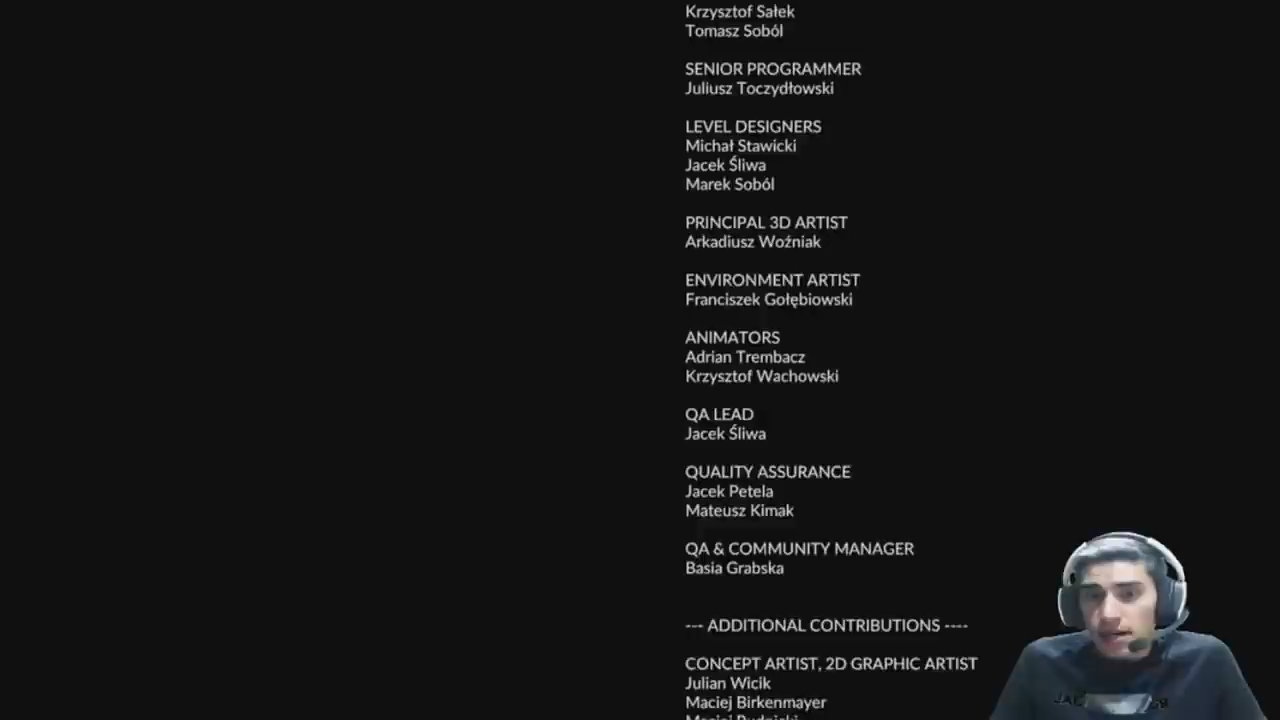 Krzysztof Sałek
Tomasz Soból
SENIOR PROGRAMMER
Juliusz Toczydłowski
LEVEL DESIGNERS
Michał Stawicki
Jacek Śliwa
Marek Soból
PRINCIPAL 3D ARTIST
Arkadiusz Woźniak
ENVIRONMENT ARTIST
Franciszek Gołębiowski
ANIMATORS
Adrian Trembacz
Krzysztof Wachowski
QA LEAD
Jacek Śliwa
QUALITY ASSURANCE
Jacek Petela
Mateusz Kimak
QA & COMMUNITY MANAGER
Basia Grabska
--- ADDITIONAL CONTRIBUTIONS ----
CONCEPT ARTIST, 2D GRAPHIC ARTIST
Julian Wicik
Maciej Birkenmayer
Maciej